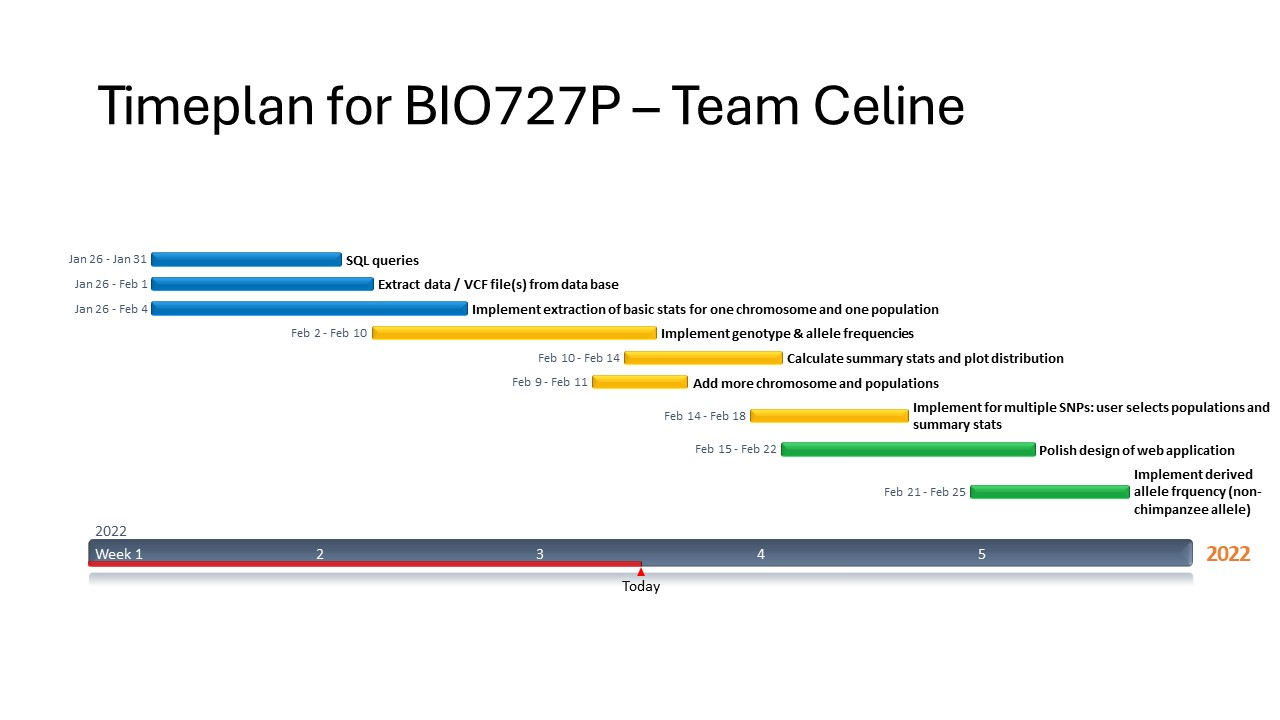 Timeplan for BIO727P – Team Celine
Jan 26 - Jan 31 SQL queries
Jan 26 - Feb 1 Extract data / VCF file(s) from data base
Jan 26 - Feb 4 Implement extraction of basic stats for one chromosome and one population
Feb 2 - Feb 10 Implement genotype & allele frequencies
Feb 10 - Feb 14 Calculate summary stats and plot distribution
Feb 9 - Feb 11 Add more chromosome and populations
Feb 14 - Feb 18 Implement for multiple SNPs: user selects populations and
summary stats
Feb 15 - Feb 22 Polish design of web application
Implement derived
Feb 21 - Feb 25 allele frquency (non-
chimpanzee allele)
2022
Week 1 2 3 4 5 2022
Today